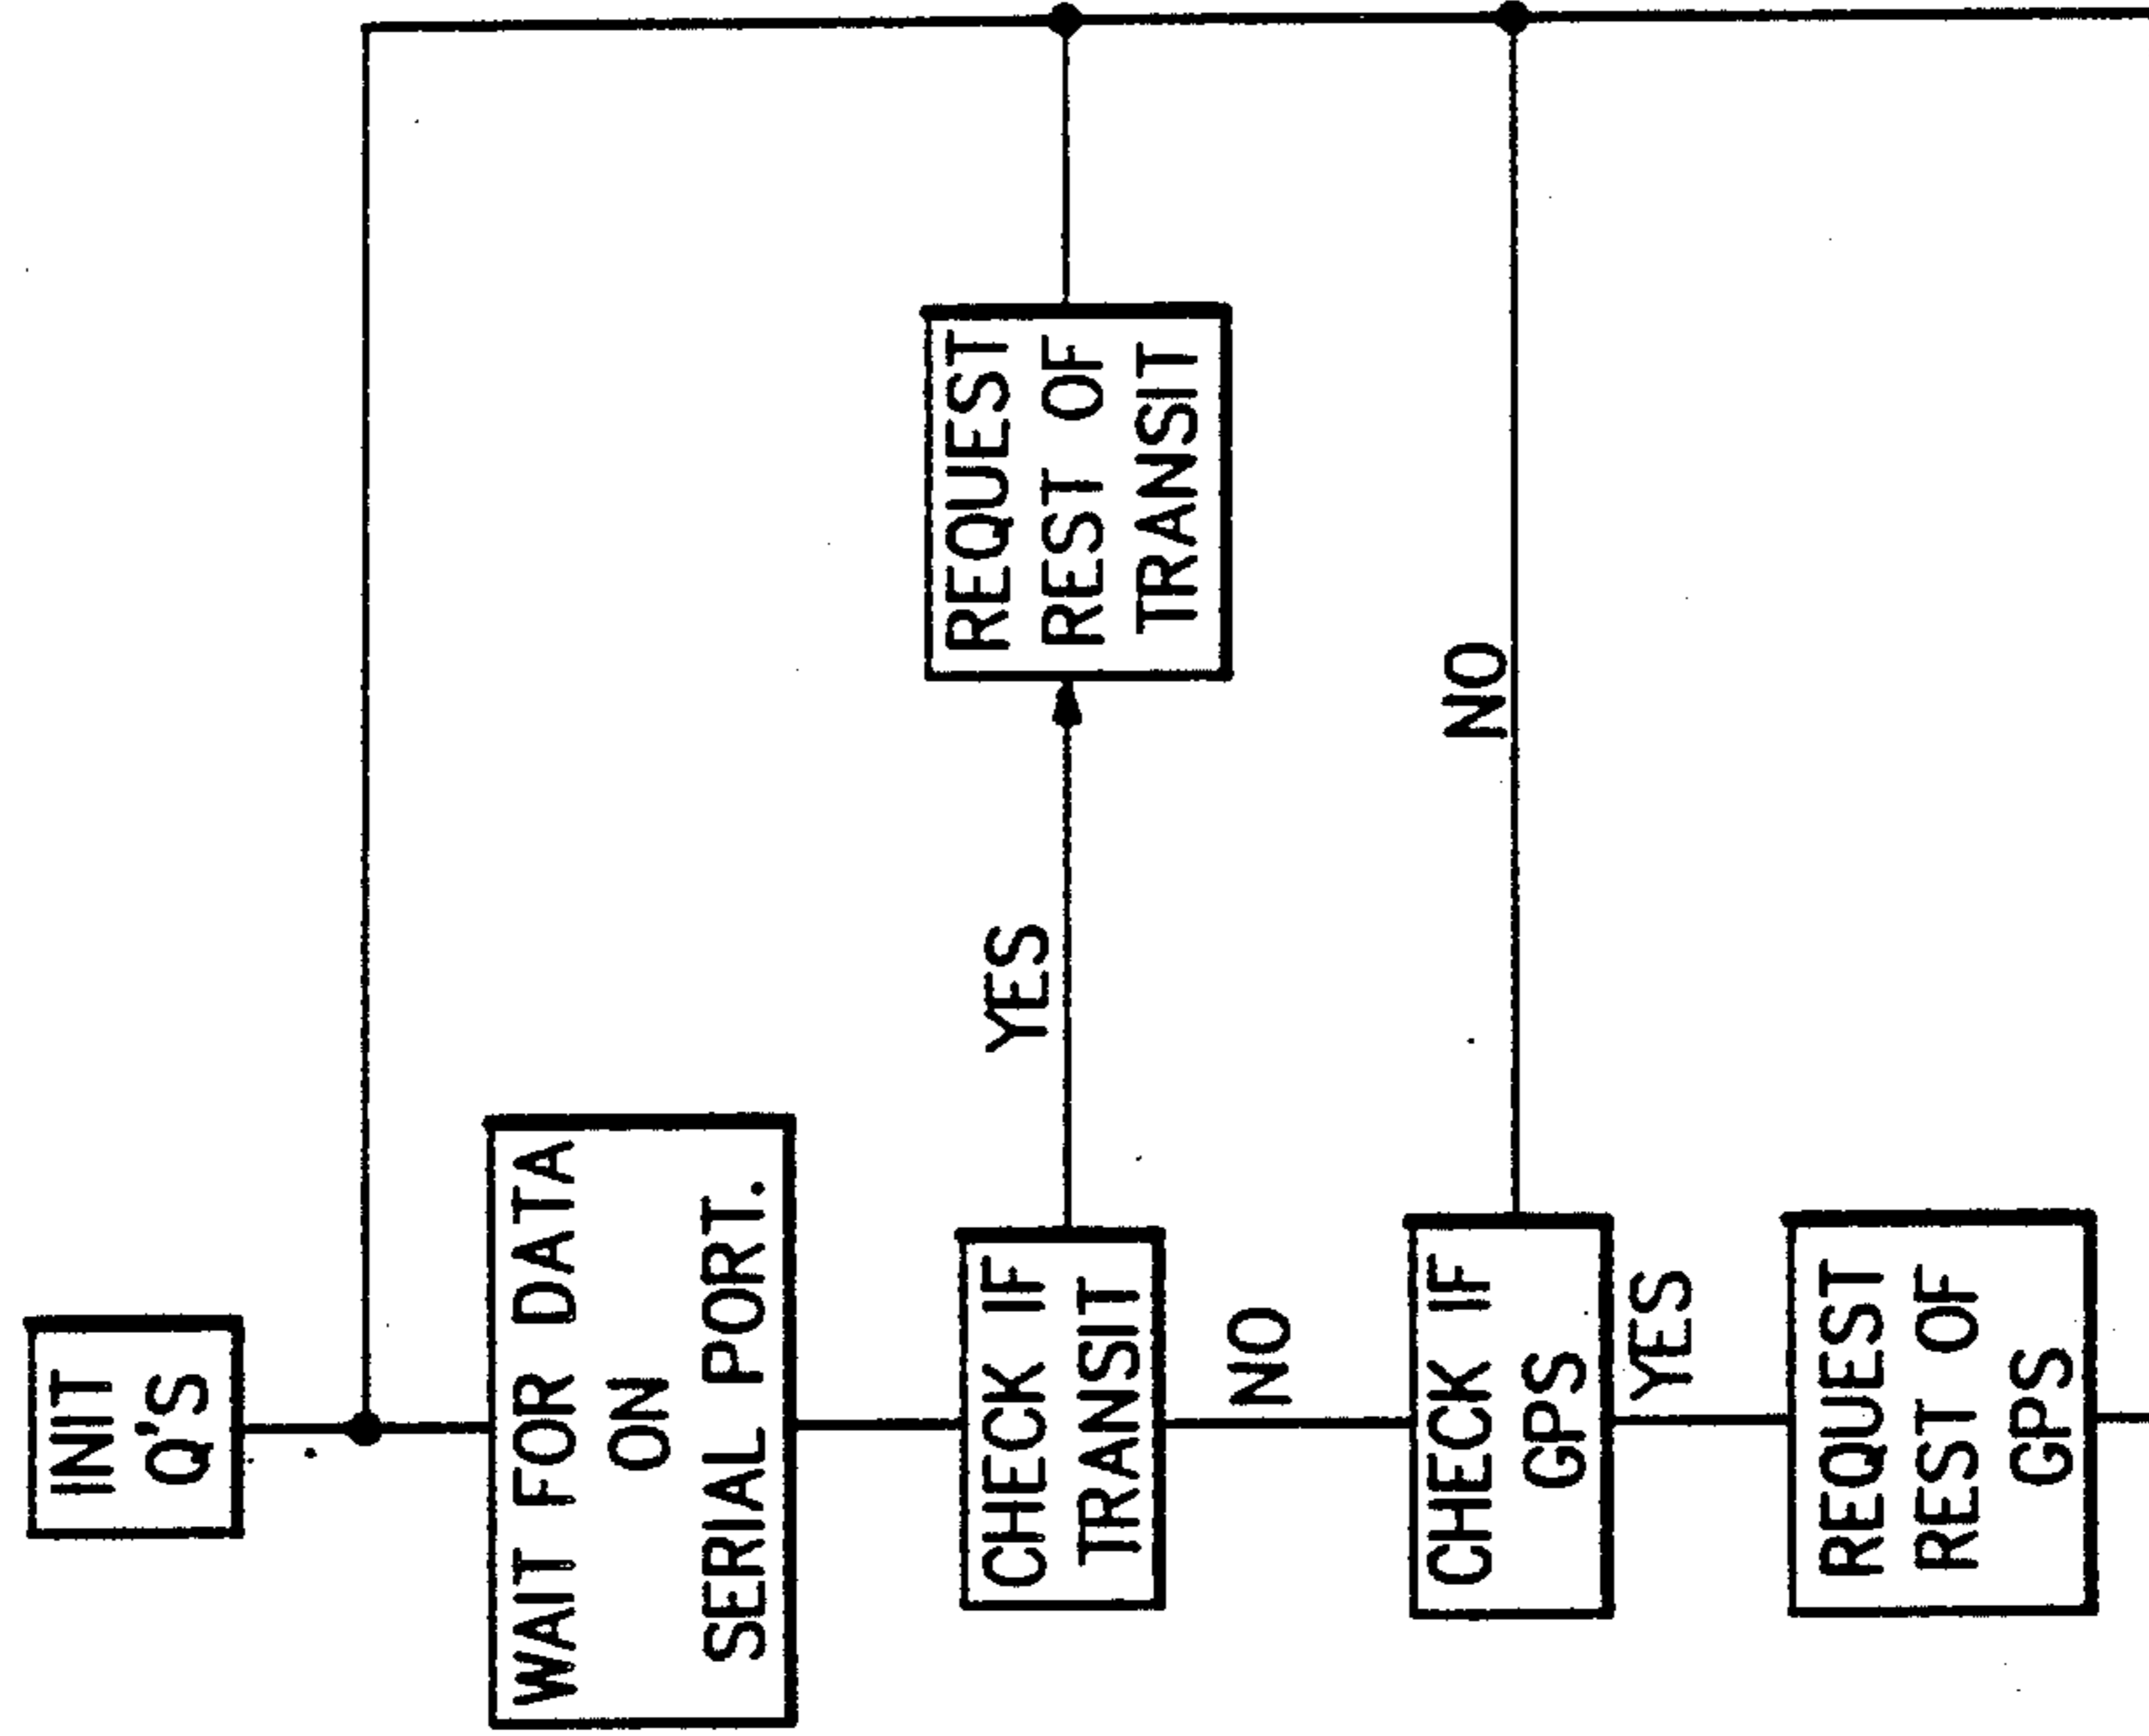 INIT
Q'S
WAIT FOR DATA
ON
SERIAL PORT.
CHECK IF
TRANSIT
YES
REQUEST
REST OF
TRANSIT
NO
CHECK IF
GPS
NO
YES
REQUEST
REST OF
GPS